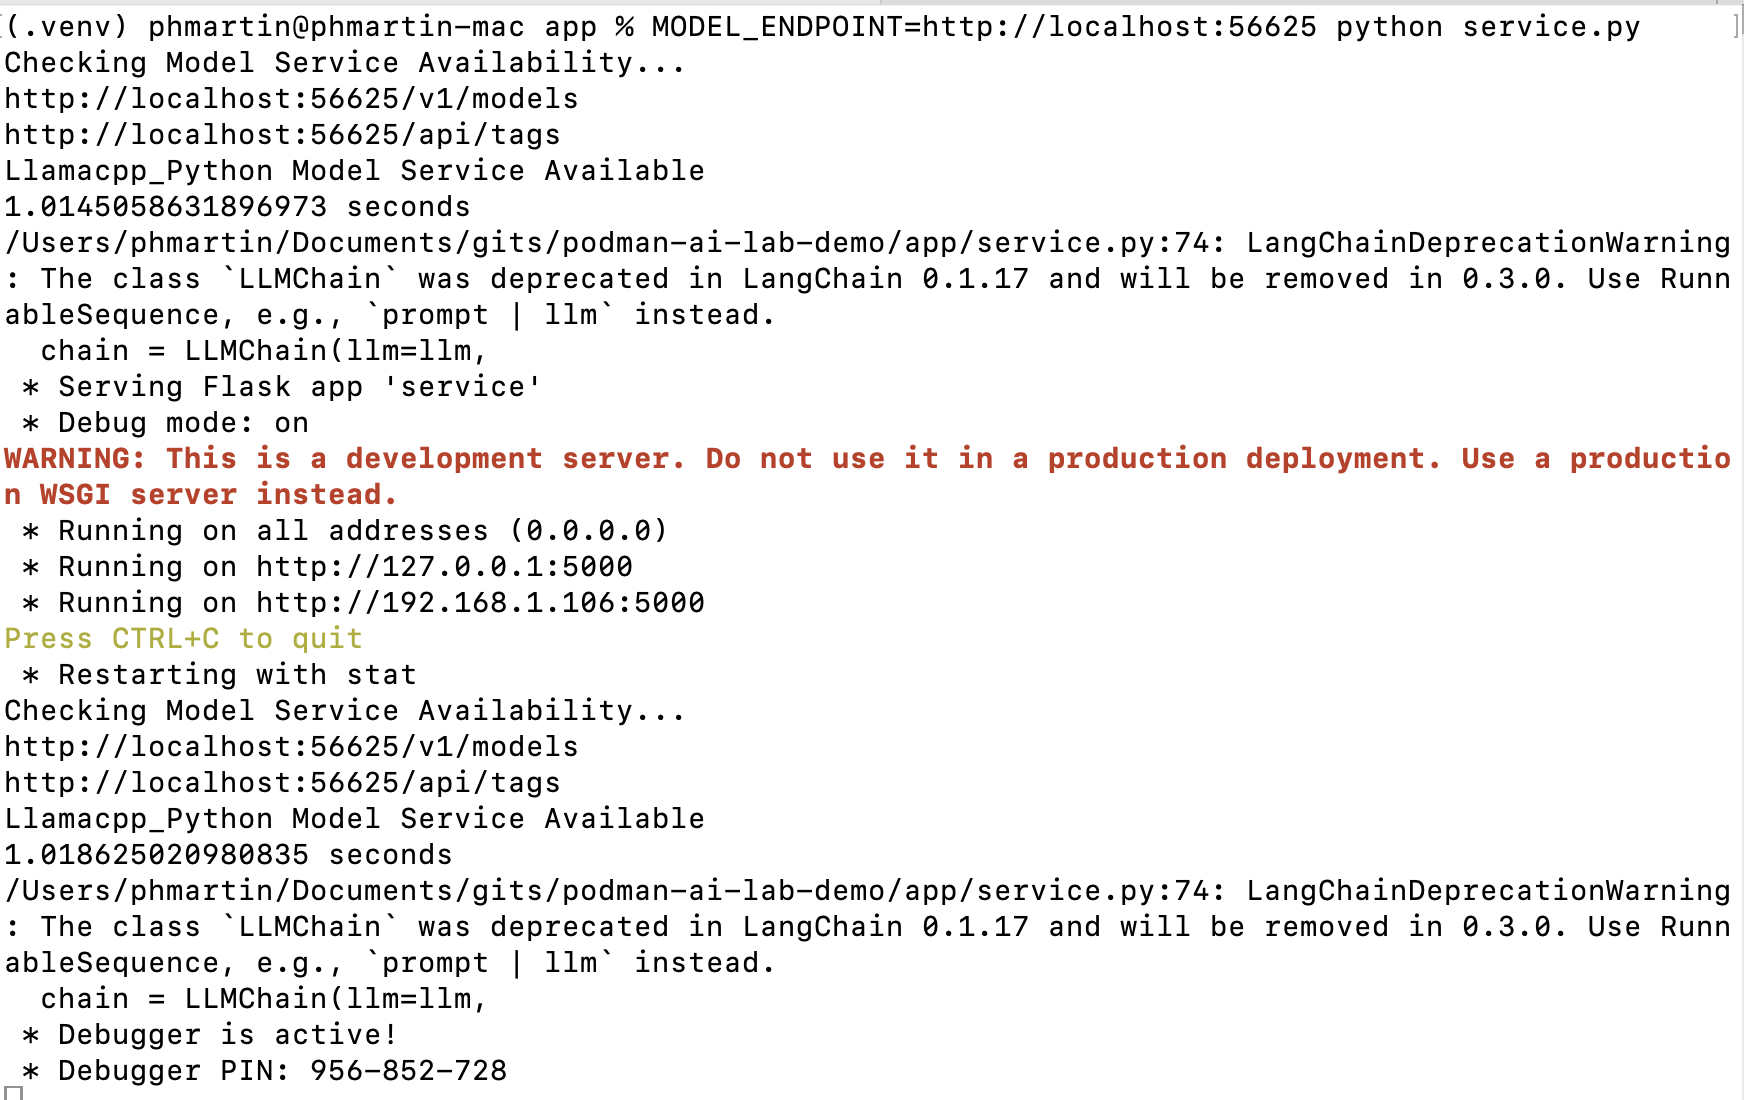 (.venv) phmartin@phmartin-mac app % MODEL_ENDPOINT=http://localhost:56625 python service.py
Checking Model Service Availability...
http://localhost:56625/v1/models
http://localhost:56625/api/tags
Llamacpp_Python Model Service Available
1.0145058631896973 seconds
/Users/phmartin/Documents/gits/podman-ai-lab-demo/app/service.py:74: LangChainDeprecationWarning
: The class `LLMChain` was deprecated in LangChain 0.1.17 and will be removed in 0.3.0. Use Runn
ableSequence, e.g., `prompt | llm` instead.
  chain = LLMChain(llm=llm,
 * Serving Flask app 'service'
 * Debug mode: on
WARNING: This is a development server. Do not use it in a production deployment. Use a productio
n WSGI server instead.
 * Running on all addresses (0.0.0.0)
 * Running on http://127.0.0.1:5000
 * Running on http://192.168.1.106:5000
Press CTRL+C to quit
 * Restarting with stat
Checking Model Service Availability...
http://localhost:56625/v1/models
http://localhost:56625/api/tags
Llamacpp_Python Model Service Available
1.018625020980835 seconds
/Users/phmartin/Documents/gits/podman-ai-lab-demo/app/service.py:74: LangChainDeprecationWarning
: The class `LLMChain` was deprecated in LangChain 0.1.17 and will be removed in 0.3.0. Use Runn
ableSequence, e.g., `prompt | llm` instead.
  chain = LLMChain(llm=llm,
 * Debugger is active!
 * Debugger PIN: 956-852-728